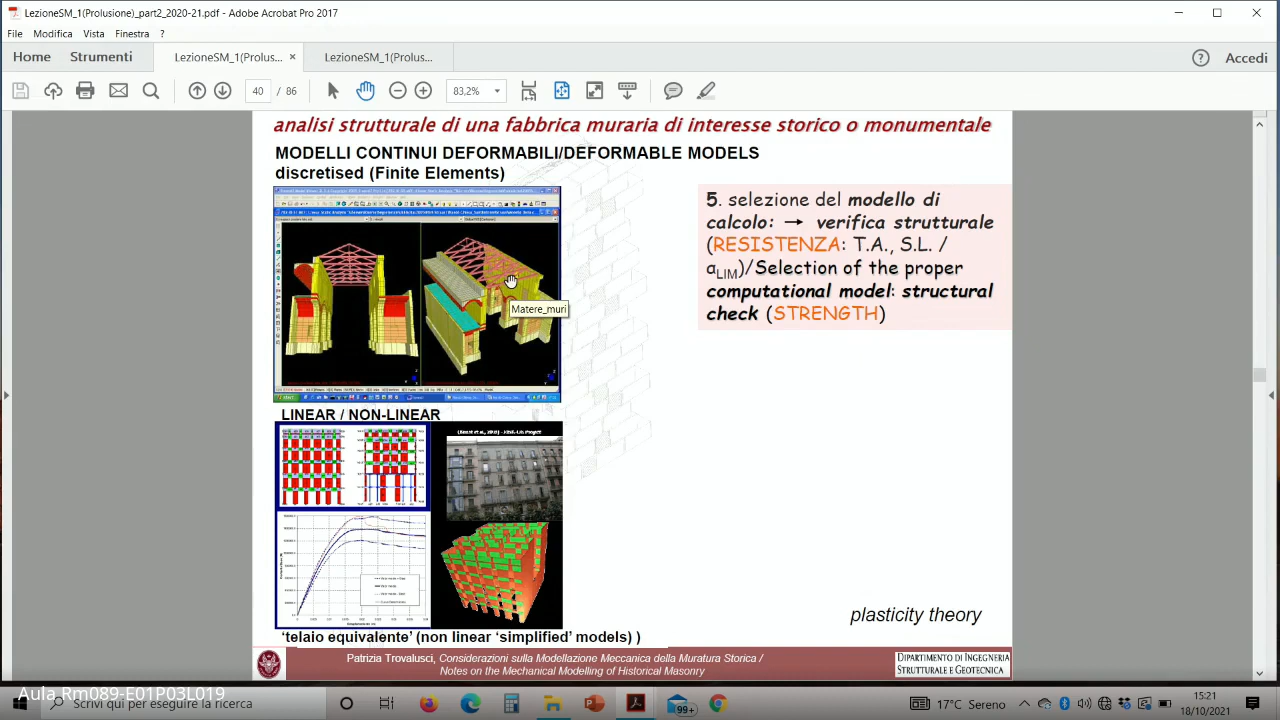 LezioneSM_1(Prolusione)_part2_2020-21.pdf - Adobe Acrobat Pro 2017
File Modifica Vista Finestra ?
Home Strumenti LezioneSM_1(Prolus... × LezioneSM_1(Prolus... Accedi
40 / 86 83,2%
analisi strutturale di una fabbrica muraria di interesse storico o monumentale
MODELLI CONTINUI DEFORMABILI/DEFORMABLE MODELS
discretised (Finite Elements)
Matere_muri
5. selezione del modello di
calcolo: → verifica strutturale
(RESISTENZA: T.A., S.L. /
aLIM)/Selection of the proper
computational model: structural
check (STRENGTH)
LINEAR / NON-LINEAR
'telaio equivalente' (non linear 'simplified' models) )
plasticity theory
Patrizia Trovalusci, Considerazioni sulla Modellazione Meccanica della Muratura Storica /
Notes on the Mechanical Modelling of Historical Masonry
DIPARTIMENTO DI INGEGNERIA
STRUTTURALE E GEOTECNICA
Aula Rm089-E01P03L019
Scrivi qui per eseguire la ricerca
99+
17°C Sereno
15:21
18/10/2021